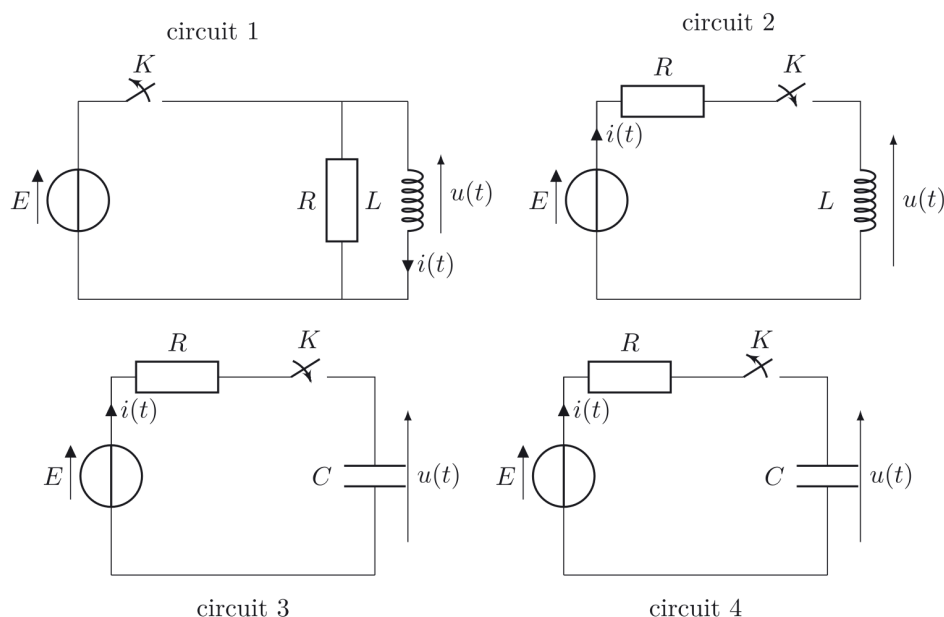 circuit 1
K
E
R
L
u(t)
i(t)
circuit 2
R
K
i(t)
E
L
u(t)
R
K
i(t)
E
C
u(t)
circuit 3
R
K
i(t)
E
C
u(t)
circuit 4